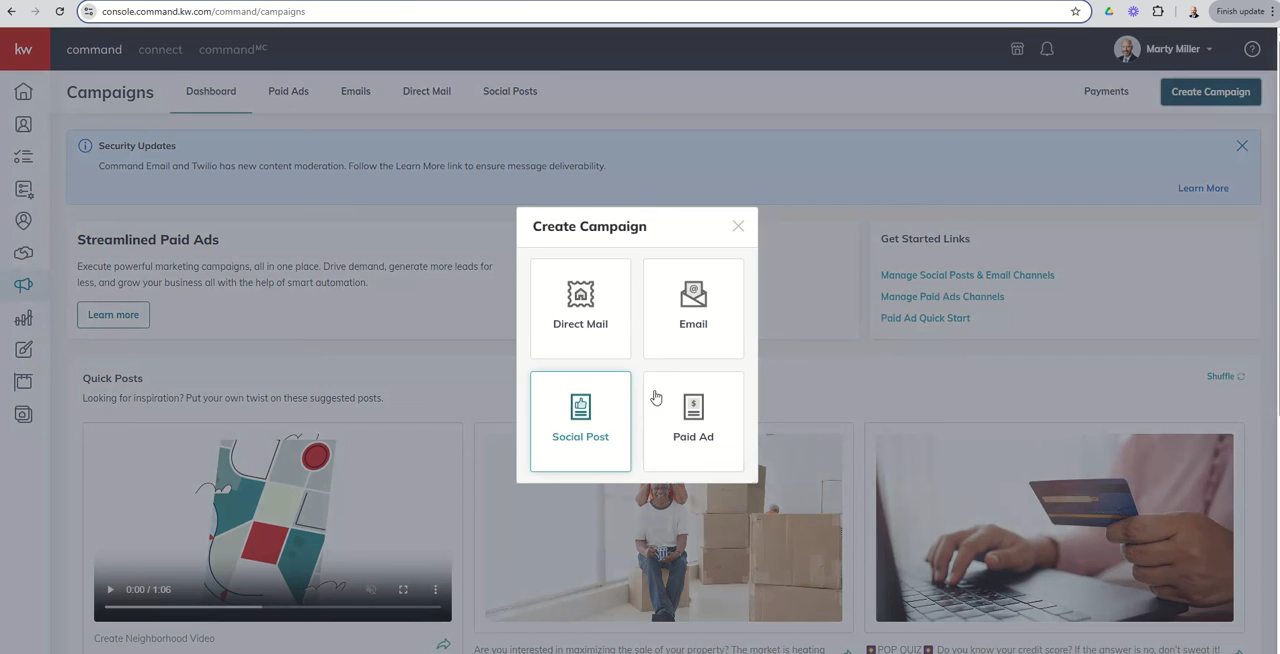 console.command.kw.com/command/campaigns
Finish update
kw
command
connect
commandMC
Marty Miller
Campaigns
Dashboard
Paid Ads
Emails
Direct Mail
Social Posts
Payments
Create Campaign
Security Updates
Command Email and Twilio has new content moderation. Follow the Learn More link to ensure message deliverability.
Learn More
Create Campaign
Direct Mail
Email
Social Post
Paid Ad
Streamlined Paid Ads
Execute powerful marketing campaigns, all in one place. Drive demand, generate more leads for
less, and grow your business all with the help of smart automation.
Learn more
Get Started Links
Manage Social Posts & Email Channels
Manage Paid Ads Channels
Paid Ad Quick Start
Quick Posts
Looking for inspiration? Put your own twist on these suggested posts.
Shuffle
0:00 / 1:06
Create Neighborhood Video
Are you interested in maximizing the sale of your property? The market is heating
POP QUIZ Do you know your credit score? If the answer is no, don't sweat it!